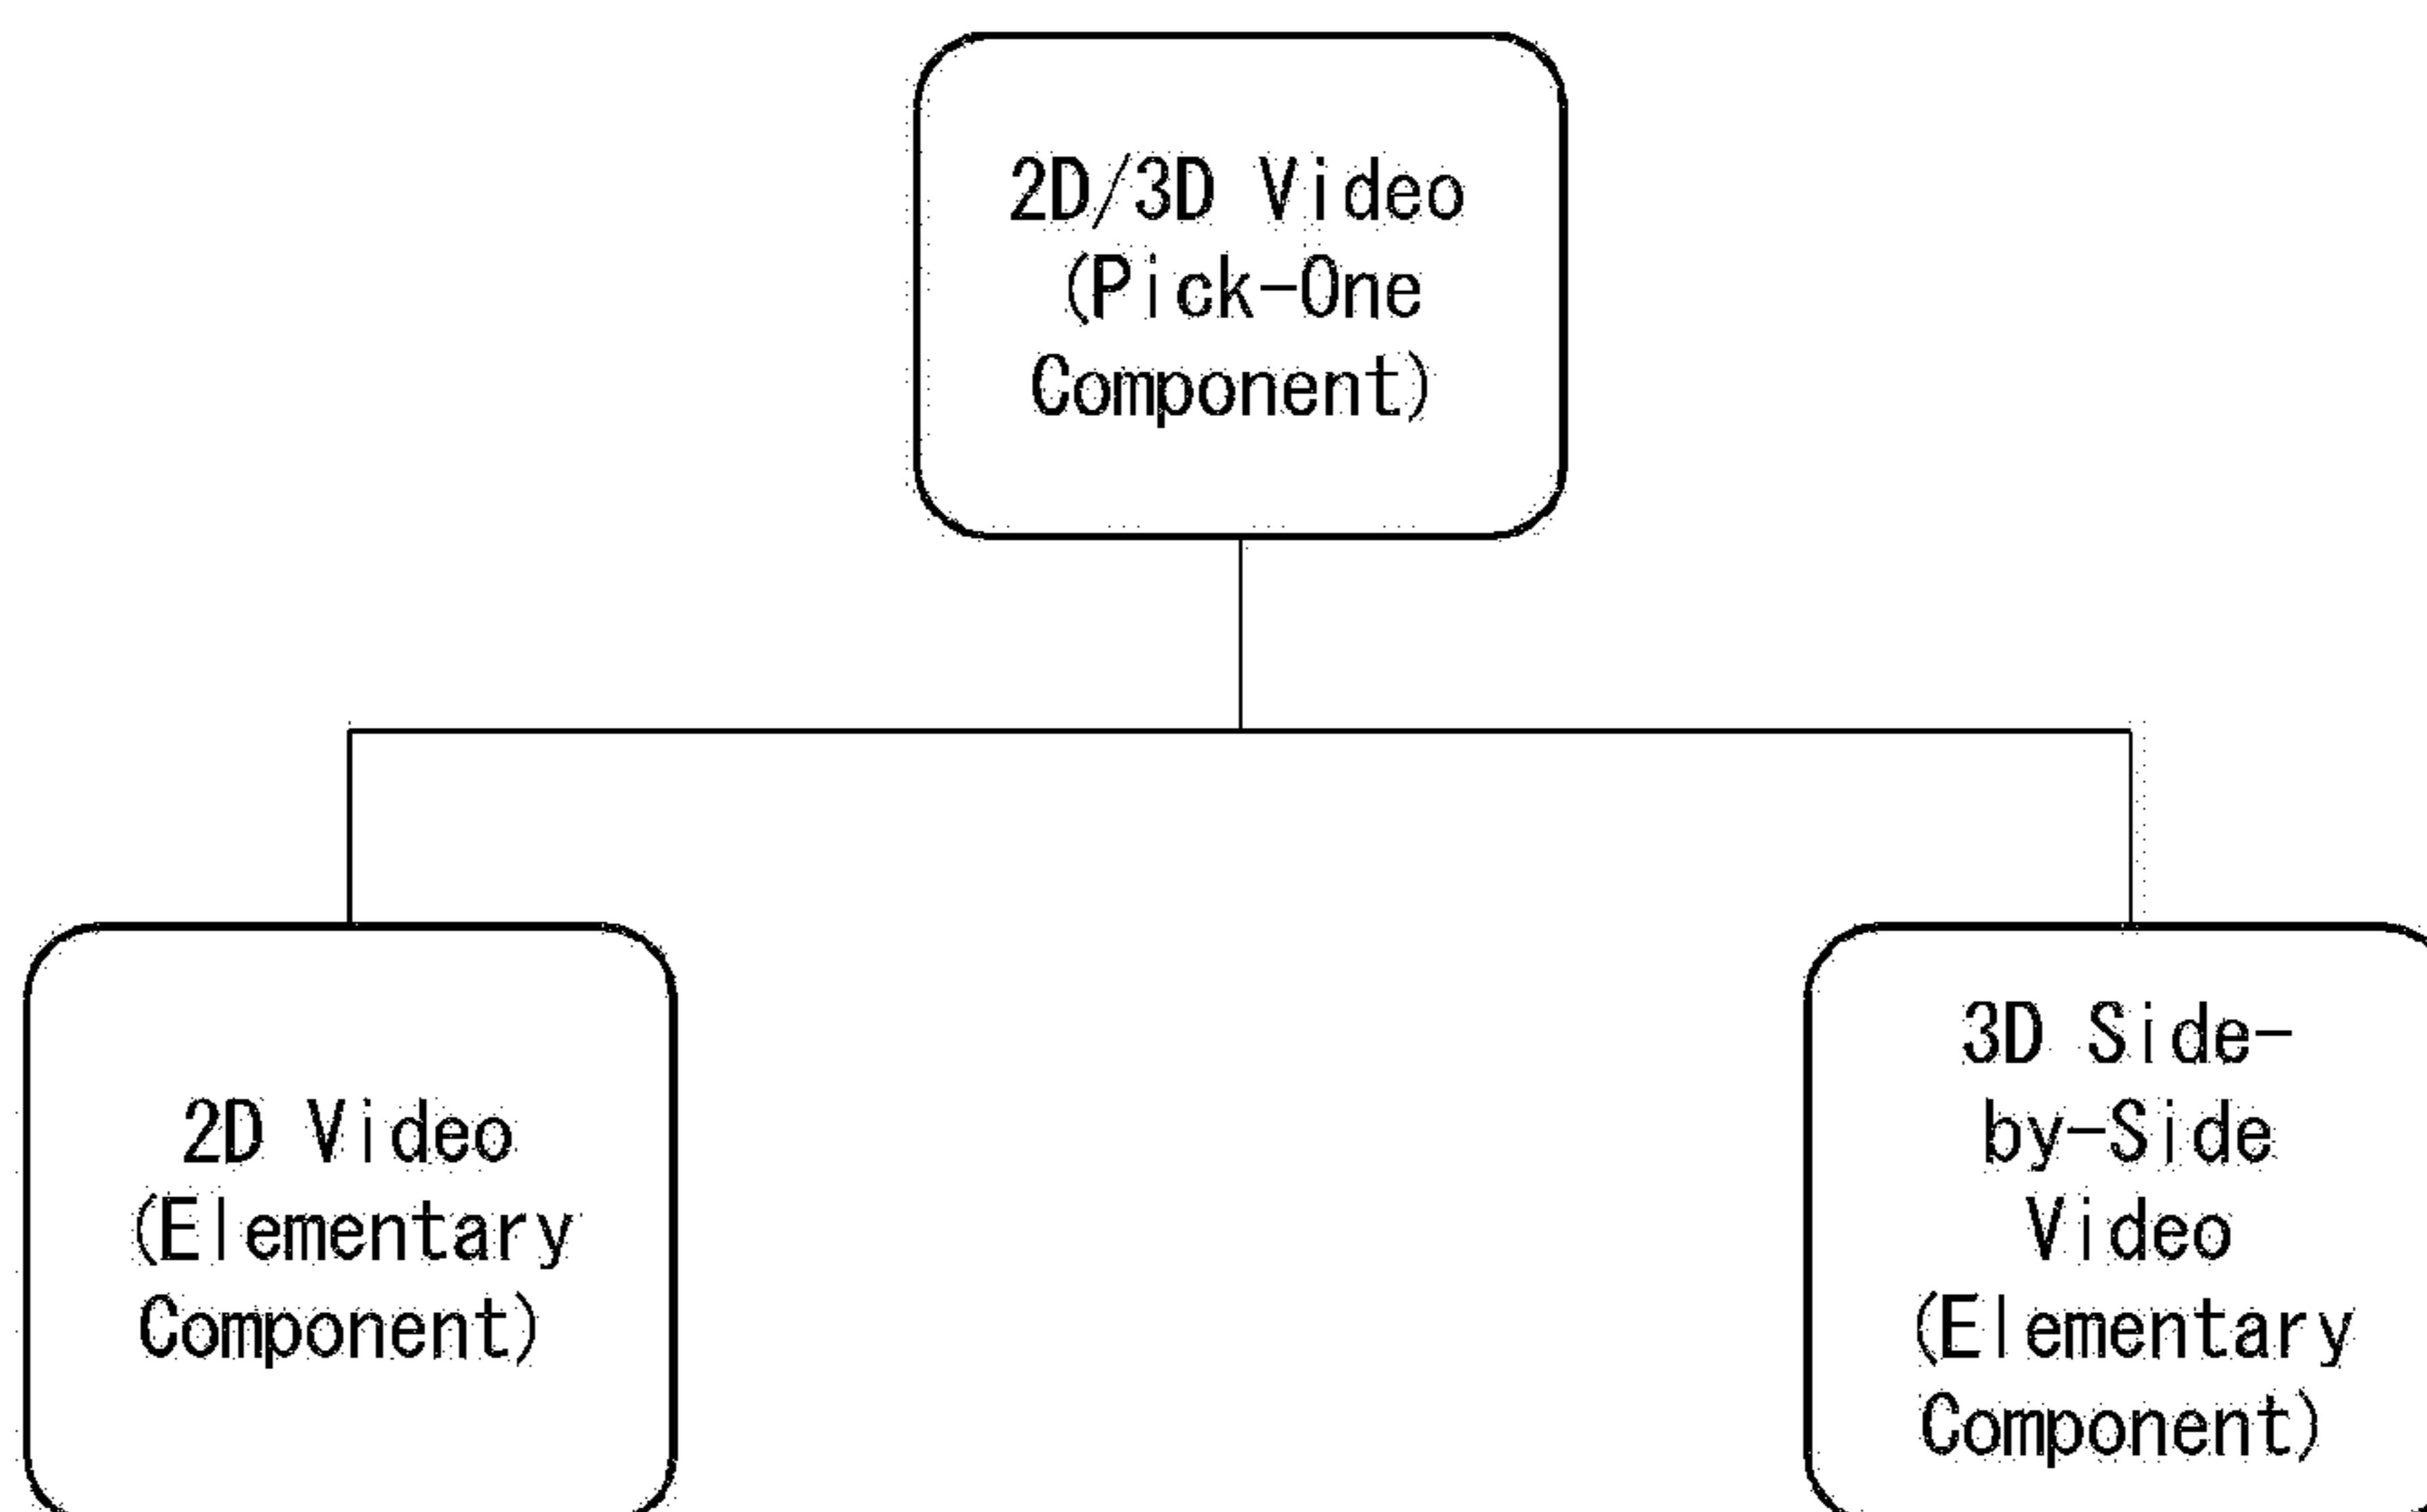 2D/3D Video
(Pick-One
Component)
2D Video
(Elementary
Component)
3D Side-
by-Side
Video
(Elementary
Component)